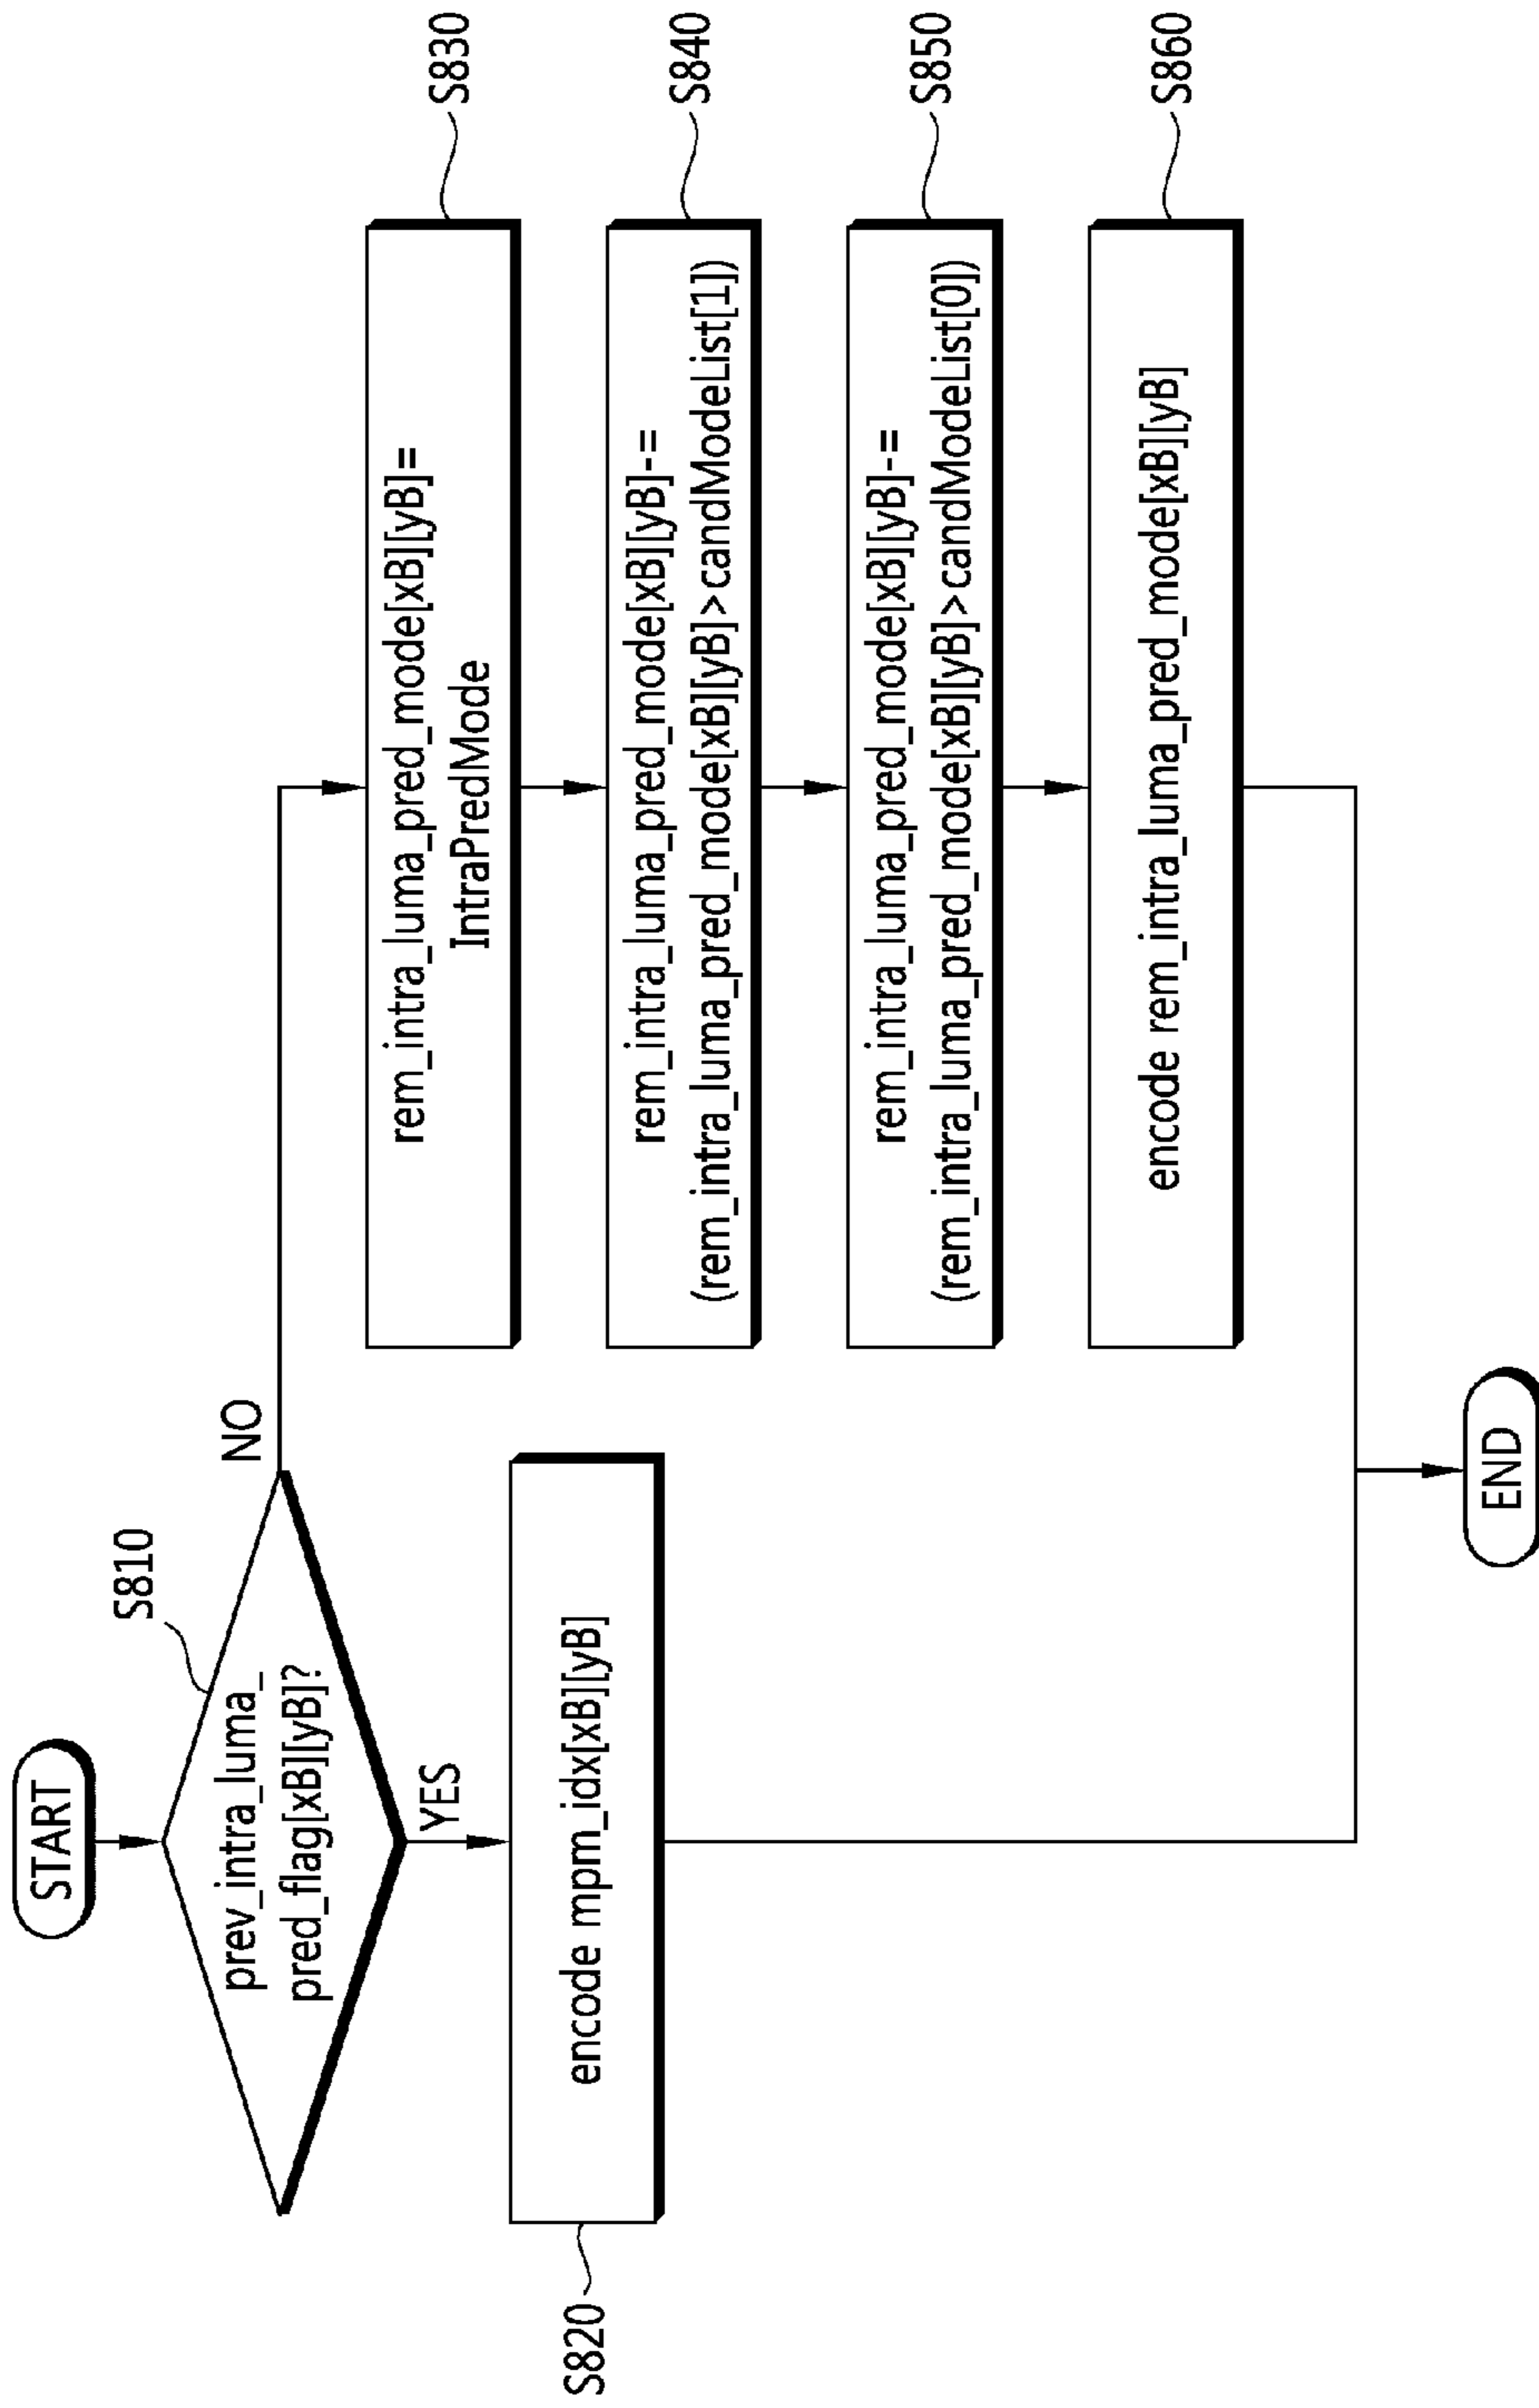 START
S810
prev_intra_luma_
pred_flag[xB][yB]?
NO
YES
S820
encode mpm_idx[xB][yB]
rem_intra_luma_pred_mode[xB][yB]=
IntraPredMode
S830
rem_intra_luma_pred_mode[xB][yB]-=
(rem_intra_luma_pred_mode[xB][yB]>candModeList[1])
S840
rem_intra_luma_pred_mode[xB][yB]-=
(rem_intra_luma_pred_mode[xB][yB]>candModeList[0])
S850
encode rem_intra_luma_pred_mode[xB][yB]
S860
END